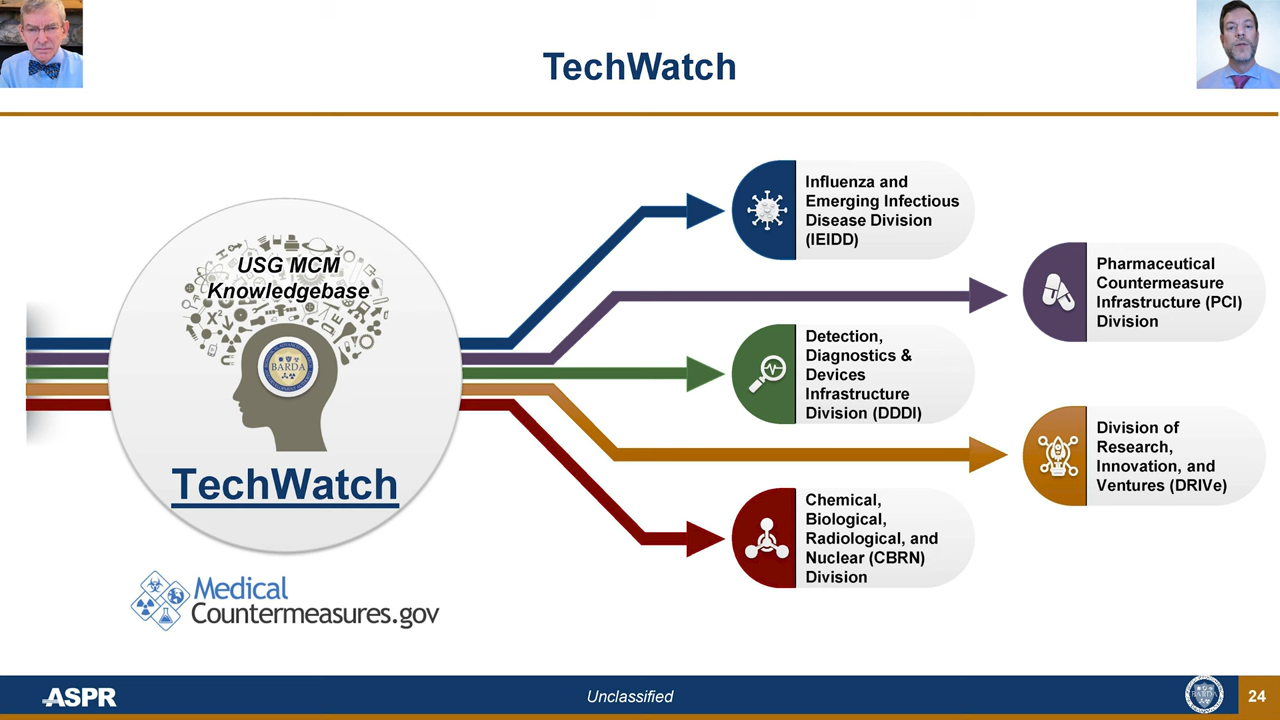 TechWatch
USG MCM
Knowledgebase
X²
BARDA
TechWatch
Medical
Countermeasures.gov
Influenza and
Emerging Infectious
Disease Division
(IEIDD)
Pharmaceutical
Countermeasure
Infrastructure (PCI)
Division
Detection,
Diagnostics &
Devices
Infrastructure
Division (DDDI)
Division of
Research,
Innovation, and
Ventures (DRIVe)
Chemical,
Biological,
Radiological, and
Nuclear (CBRN)
Division
ASPR
Unclassified
BARDA
24